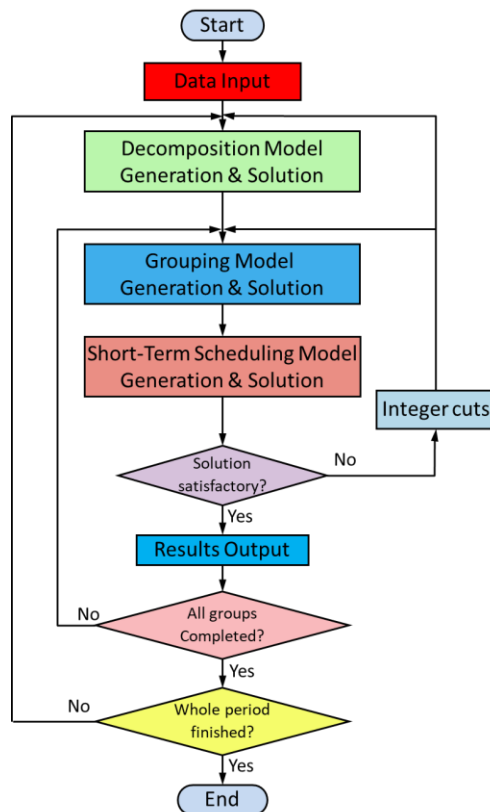 Start
Data Input
Decomposition Model
Generation & Solution
Grouping Model
Generation & Solution
Short-Term Scheduling Model
Generation & Solution
Integer cuts
Solution
satisfactory?
No
Yes
Results Output
All groups
Completed?
No
Yes
Whole period
finished?
No
Yes
End